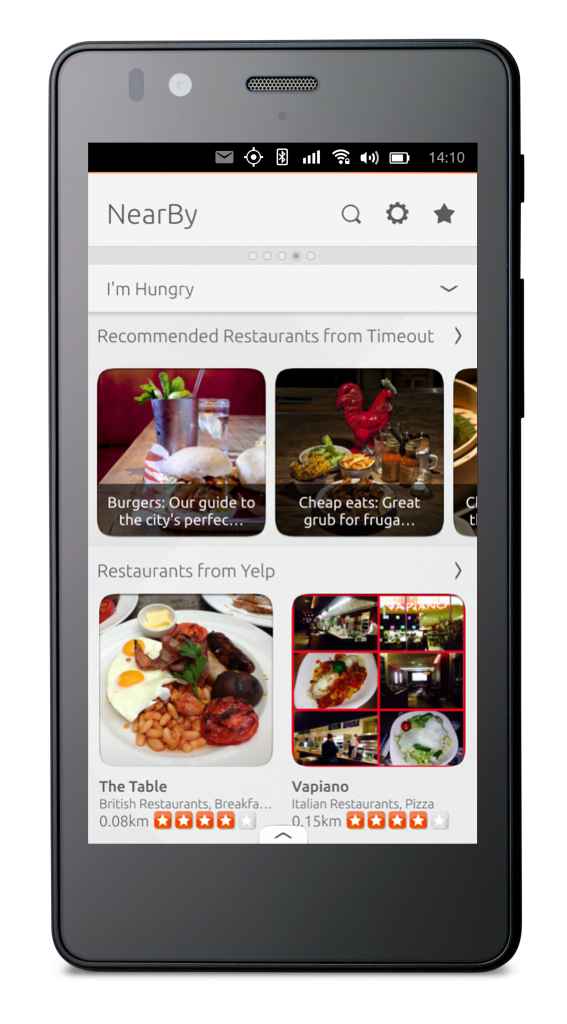 14:10
NearBy
I'm Hungry
Recommended Restaurants from Timeout
Burgers: Our guide to
the city's perfec...
Cheap eats: Great
grub for fruga...
Restaurants from Yelp
VAPIANO
The Table
British Restaurants, Breakfa...
0.08km
Vapiano
Italian Restaurants, Pizza
0.15km